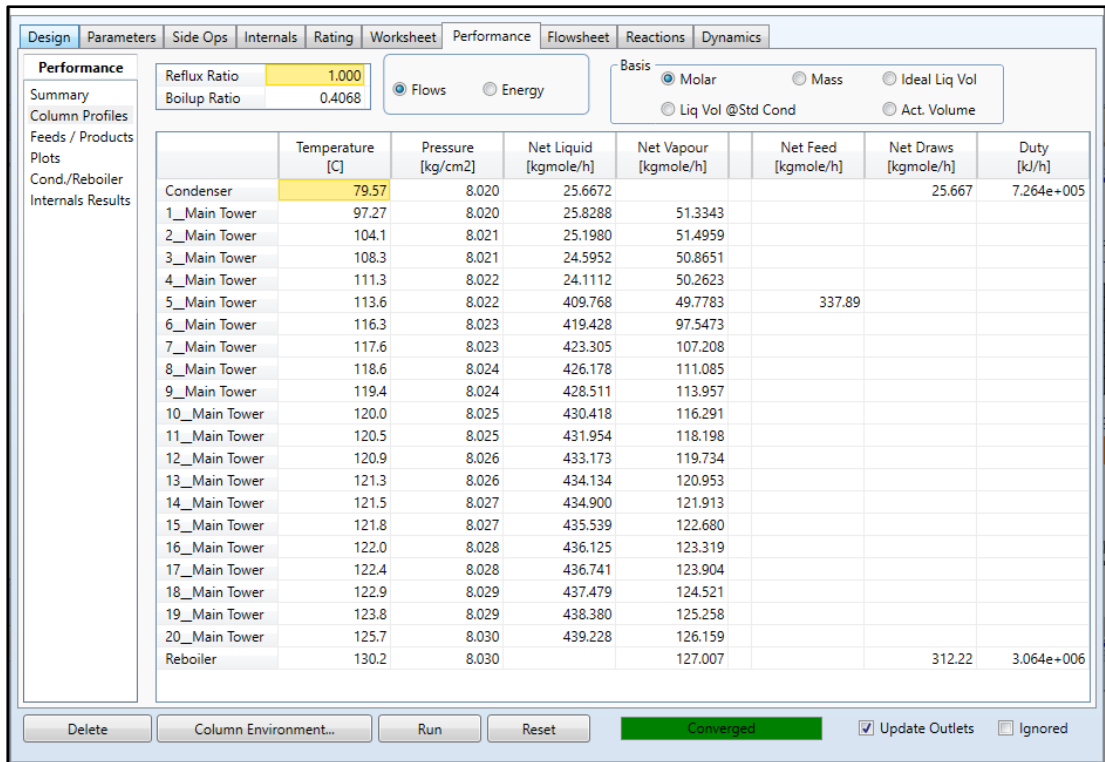 Design Parameters Side Ops Internals Rating Worksheet Performance Flowsheet Reactions Dynamics
Performance
Summary
Column Profiles
Feeds / Products
Plots
Cond./Reboiler
Internals Results
Reflux Ratio 1.000
Boilup Ratio 0.4068
Flows Energy
Basis
Molar Mass Ideal Liq Vol
Liq Vol @Std Cond Act. Volume
Temperature Pressure Net Liquid Net Vapour Net Feed Net Draws Duty
[C] [kg/cm2] [kgmole/h] [kgmole/h] [kgmole/h] [kgmole/h] [kJ/h]
Condenser 79.57 8.020 25.6672 25.667 7.264e+005
1__Main Tower 97.27 8.020 25.8288 51.3343
2__Main Tower 104.1 8.021 25.1980 51.4959
3__Main Tower 108.3 8.021 24.5952 50.8651
4__Main Tower 111.3 8.022 24.1112 50.2623
5__Main Tower 113.6 8.022 409.768 49.7783 337.89
6__Main Tower 116.3 8.023 419.428 97.5473
7__Main Tower 117.6 8.023 423.305 107.208
8__Main Tower 118.6 8.024 426.178 111.085
9__Main Tower 119.4 8.024 428.511 113.957
10__Main Tower 120.0 8.025 430.418 116.291
11__Main Tower 120.5 8.025 431.954 118.198
12__Main Tower 120.9 8.026 433.173 119.734
13__Main Tower 121.3 8.026 434.134 120.953
14__Main Tower 121.5 8.027 434.900 121.913
15__Main Tower 121.8 8.027 435.539 122.680
16__Main Tower 122.0 8.028 436.125 123.319
17__Main Tower 122.4 8.028 436.741 123.904
18__Main Tower 122.9 8.029 437.479 124.521
19__Main Tower 123.8 8.029 438.380 125.258
20__Main Tower 125.7 8.030 439.228 126.159
Reboiler 130.2 8.030 127.007 312.22 3.064e+006
Delete Column Environment... Run Reset Converged Update Outlets Ignored